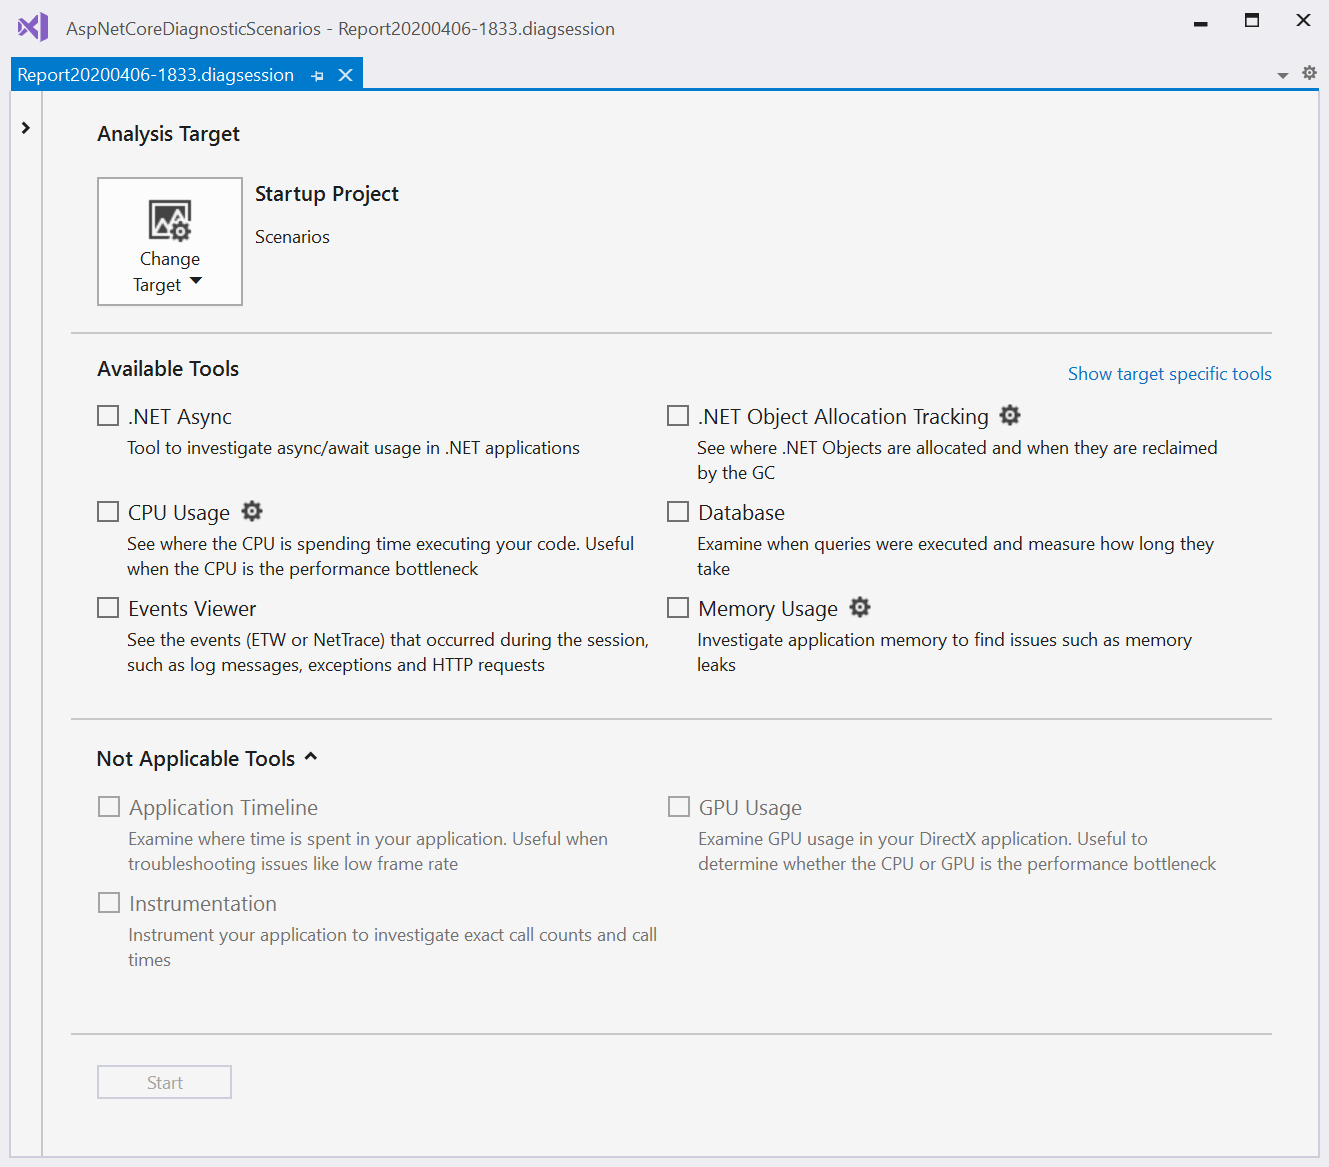 AspNetCoreDiagnosticScenarios - Report20200406-1833.diagsession
Report20200406-1833.diagsession
Analysis Target
Change
Target
Startup Project
Scenarios
Available Tools
Show target specific tools
.NET Async
Tool to investigate async/await usage in .NET applications
.NET Object Allocation Tracking
See where .NET Objects are allocated and when they are reclaimed
by the GC
CPU Usage
See where the CPU is spending time executing your code. Useful
when the CPU is the performance bottleneck
Database
Examine when queries were executed and measure how long they
take
Events Viewer
See the events (ETW or NetTrace) that occurred during the session,
such as log messages, exceptions and HTTP requests
Memory Usage
Investigate application memory to find issues such as memory
leaks
Not Applicable Tools
Application Timeline
Examine where time is spent in your application. Useful when
troubleshooting issues like low frame rate
GPU Usage
Examine GPU usage in your DirectX application. Useful to
determine whether the CPU or GPU is the performance bottleneck
Instrumentation
Instrument your application to investigate exact call counts and call
times
Start